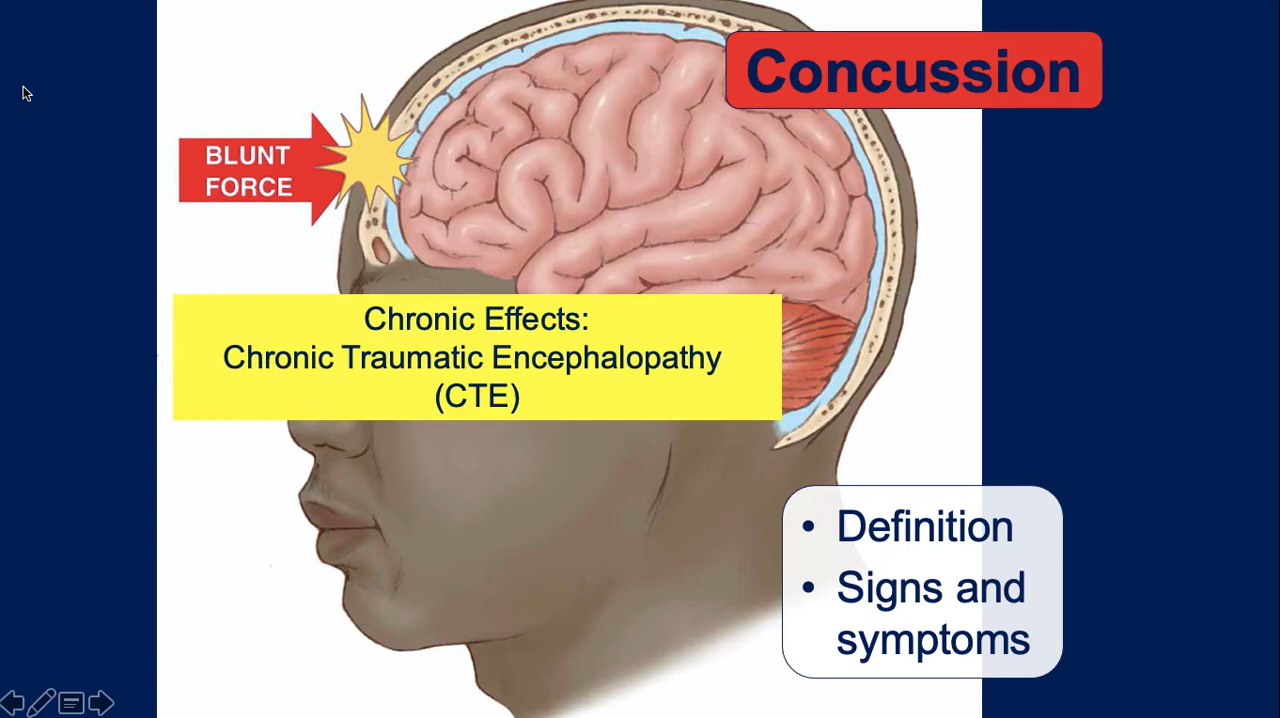 Concussion
BLUNT
FORCE
Chronic Effects:
Chronic Traumatic Encephalopathy
(CTE)
• Definition
• Signs and
symptoms